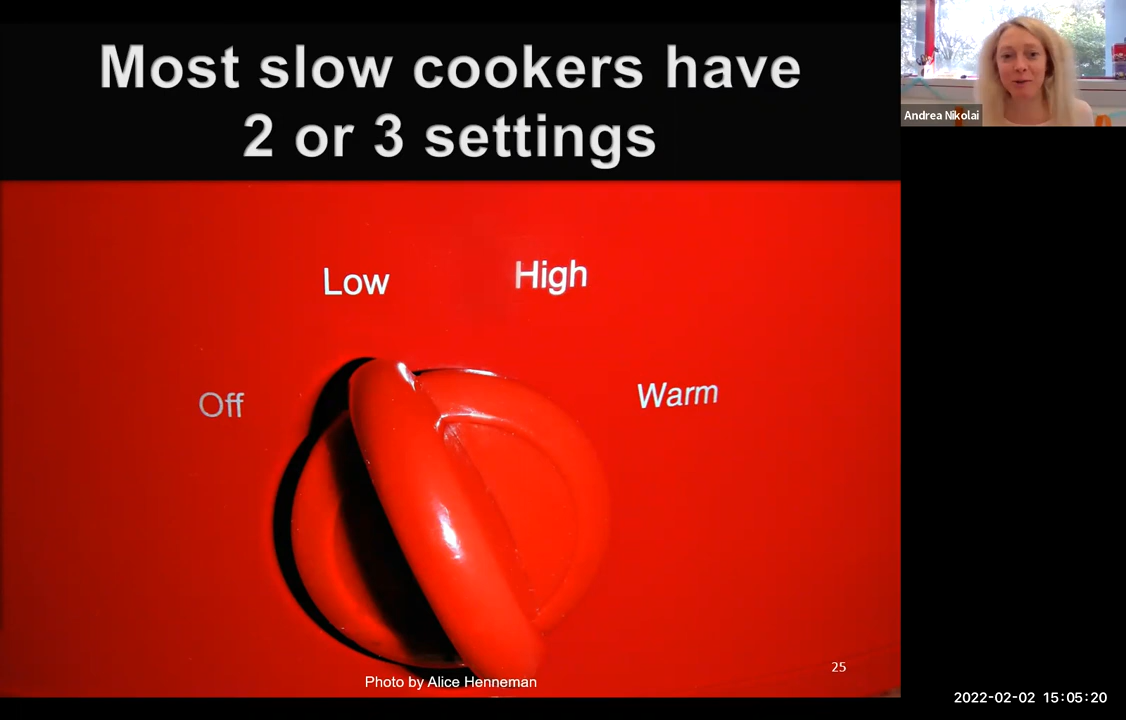 Most slow cookers have
2 or 3 settings
Andrea Nikolai
Low
High
Off
Warm
Photo by Alice Henneman
25
2022-02-02 15:05:20